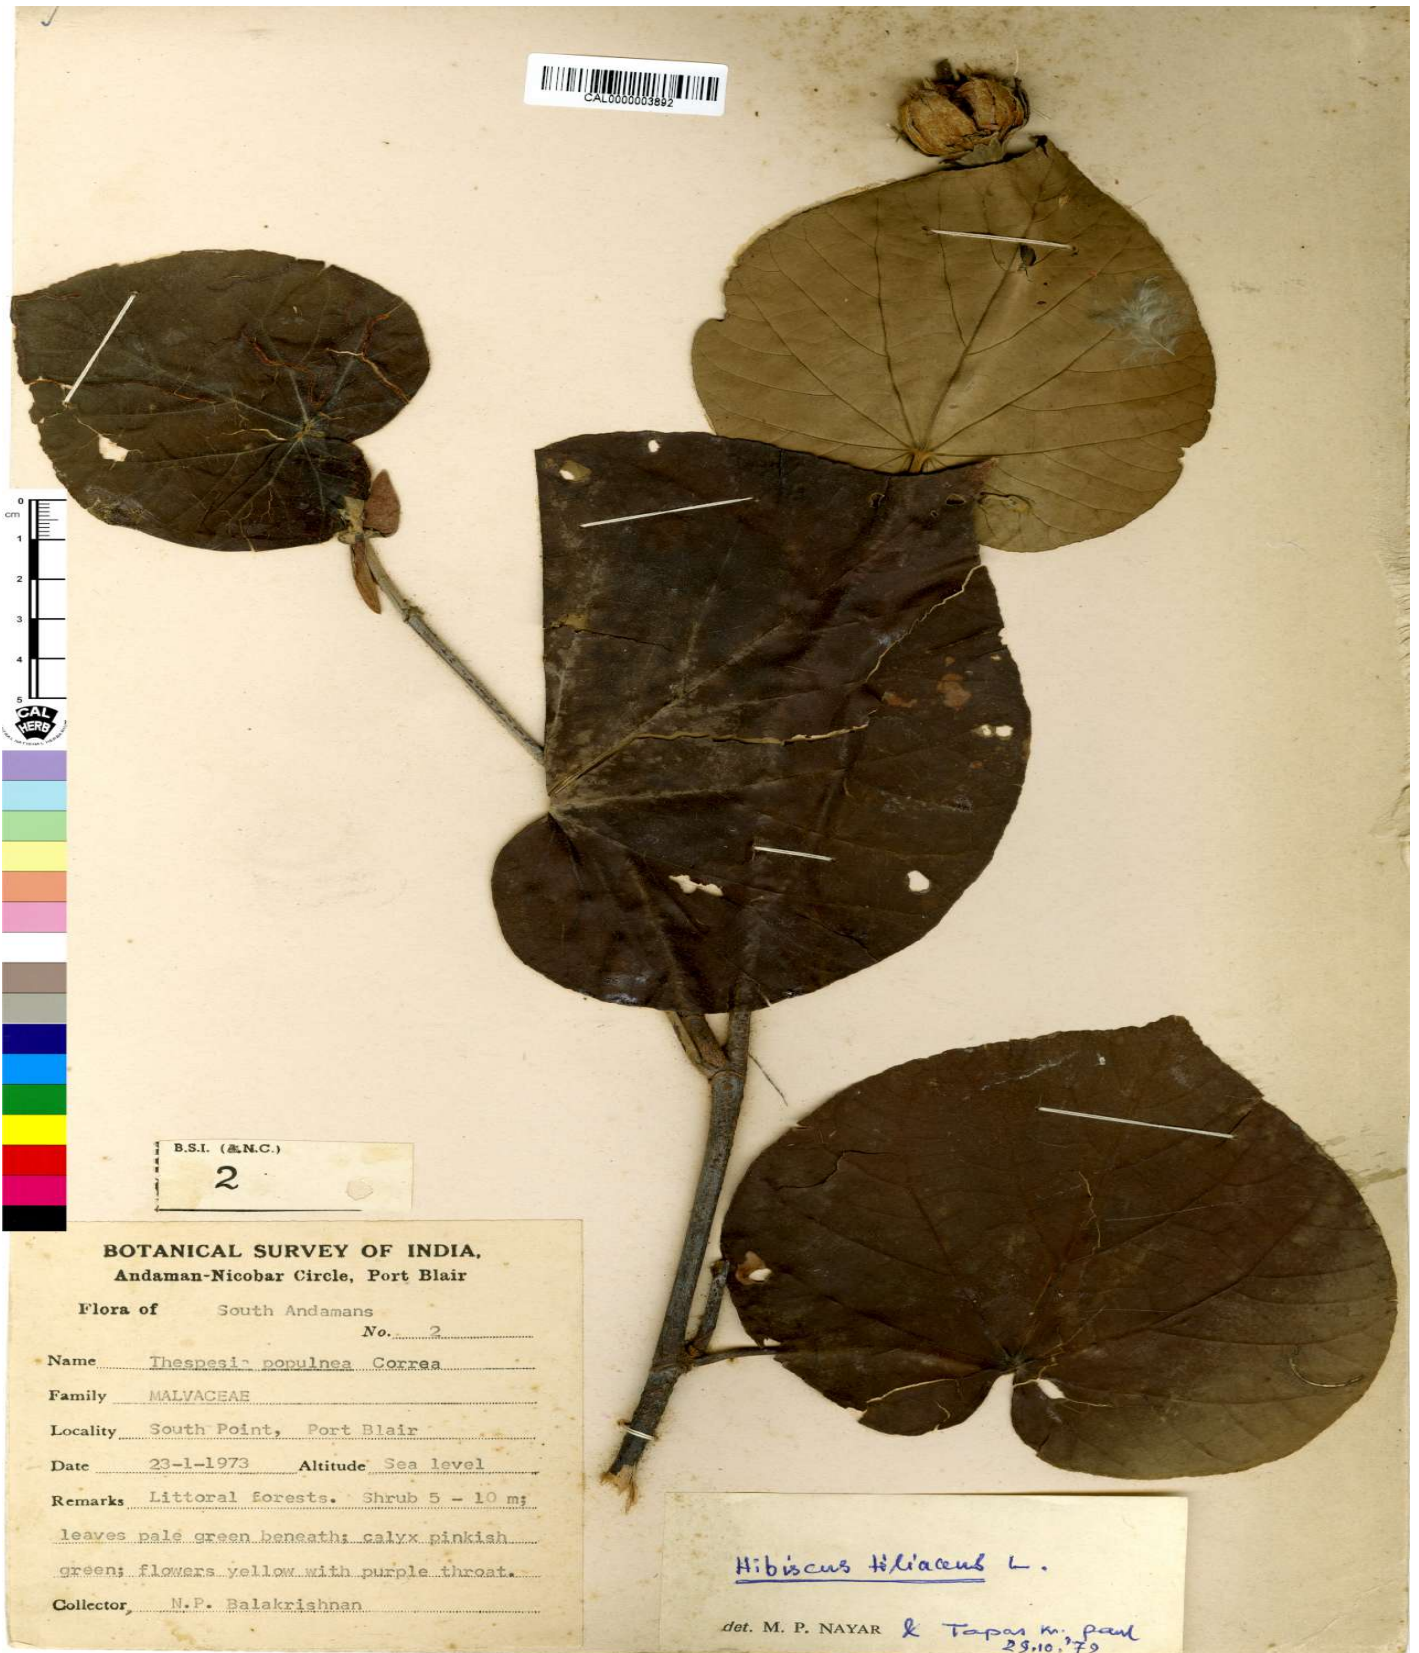 CAL0000003892
0
cm
1
2
3
4
5
CAL
HERB
B.S.I. (A.N.C.)
2
BOTANICAL SURVEY OF INDIA,
Andaman-Nicobar Circle, Port Blair
Flora of South Andamans
No. 2
Name Thespesia populnea Correa
Family MALVACEAE
Locality South Point, Port Blair
Date 23-1-1973 Altitude Sea level
Remarks Littoral forests. Shrub 5 - 10 m;
leaves pale green beneath; calyx pinkish
green; flowers yellow with purple throat.
Collector, N.P. Balakrishnan
Hibiscus tiliaceus L.
det. M. P. NAYAR & Tapas Kr. Paul
29.10.'79